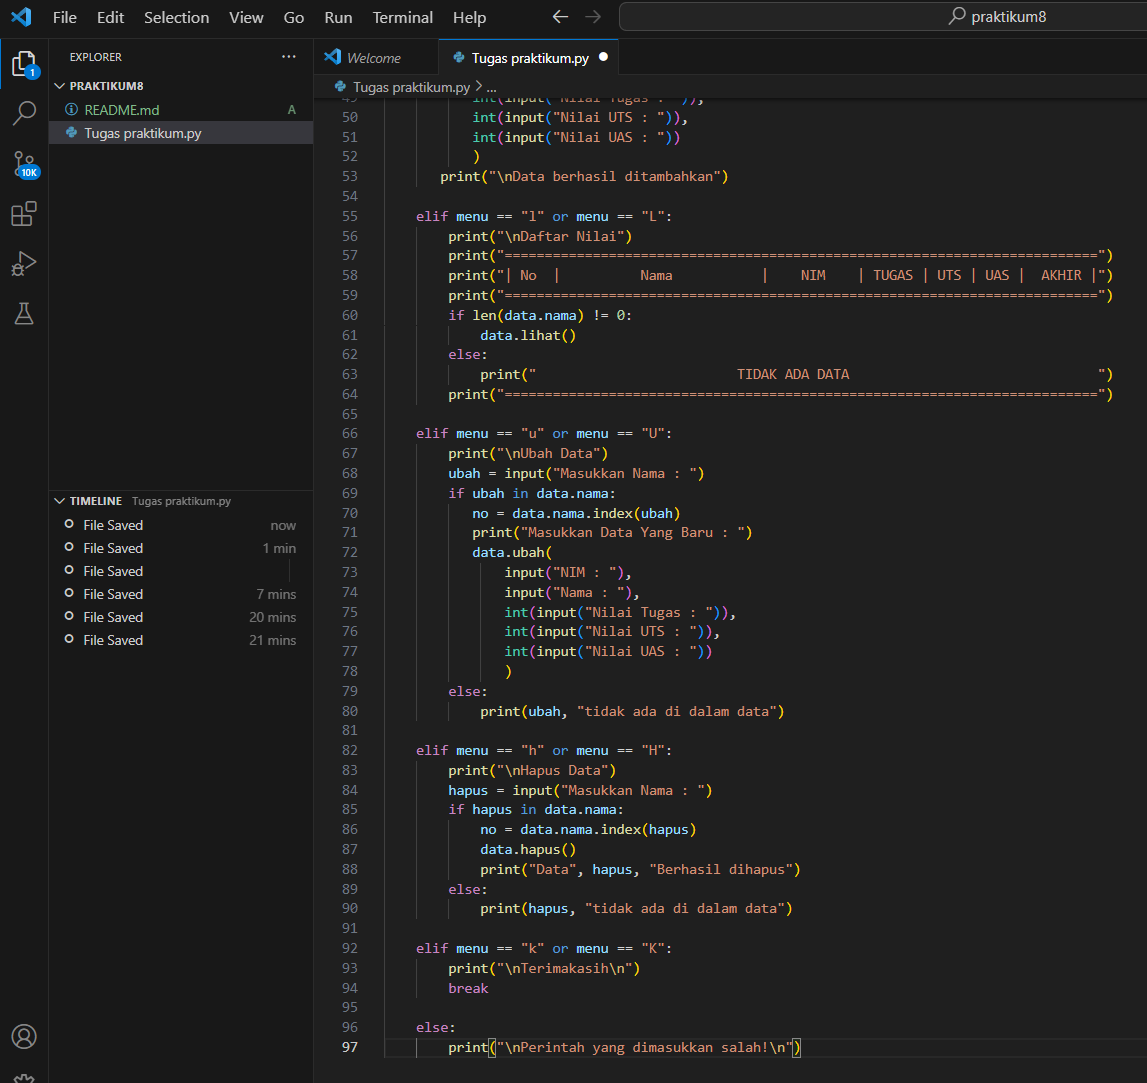 File Edit Selection View Go Run Terminal Help
praktikum8
EXPLORER
PRAKTIKUM8
README.md A
Tugas praktikum.py
Welcome
Tugas praktikum.py
Tugas praktikum.py > ...
49 int(input("Nilai Tugas : ")),
50 int(input("Nilai UTS : ")),
51 int(input("Nilai UAS : "))
52 )
53 print("\nData berhasil ditambahkan")
54
55 elif menu == "l" or menu == "L":
56 print("\nDaftar Nilai")
57 print("==========================================================================")
58 print("| No  |          Nama           |    NIM    | TUGAS | UTS | UAS |  AKHIR |")
59 print("==========================================================================")
60 if len(data.nama) != 0:
61 data.lihat()
62 else:
63 print("                         TIDAK ADA DATA                               ")
64 print("==========================================================================")
65
66 elif menu == "u" or menu == "U":
67 print("\nUbah Data")
68 ubah = input("Masukkan Nama : ")
69 if ubah in data.nama:
70 no = data.nama.index(ubah)
71 print("Masukkan Data Yang Baru : ")
72 data.ubah(
73 input("NIM : "),
74 input("Nama : "),
75 int(input("Nilai Tugas : ")),
76 int(input("Nilai UTS : ")),
77 int(input("Nilai UAS : "))
78 )
79 else:
80 print(ubah, "tidak ada di dalam data")
81
82 elif menu == "h" or menu == "H":
83 print("\nHapus Data")
84 hapus = input("Masukkan Nama : ")
85 if hapus in data.nama:
86 no = data.nama.index(hapus)
87 data.hapus()
88 print("Data", hapus, "Berhasil dihapus")
89 else:
90 print(hapus, "tidak ada di dalam data")
91
92 elif menu == "k" or menu == "K":
93 print("\nTerimakasih\n")
94 break
95
96 else:
97 print("\nPerintah yang dimasukkan salah!\n")
TIMELINE Tugas praktikum.py
File Saved now
File Saved 1 min
File Saved
File Saved 7 mins
File Saved 20 mins
File Saved 21 mins
1
10K